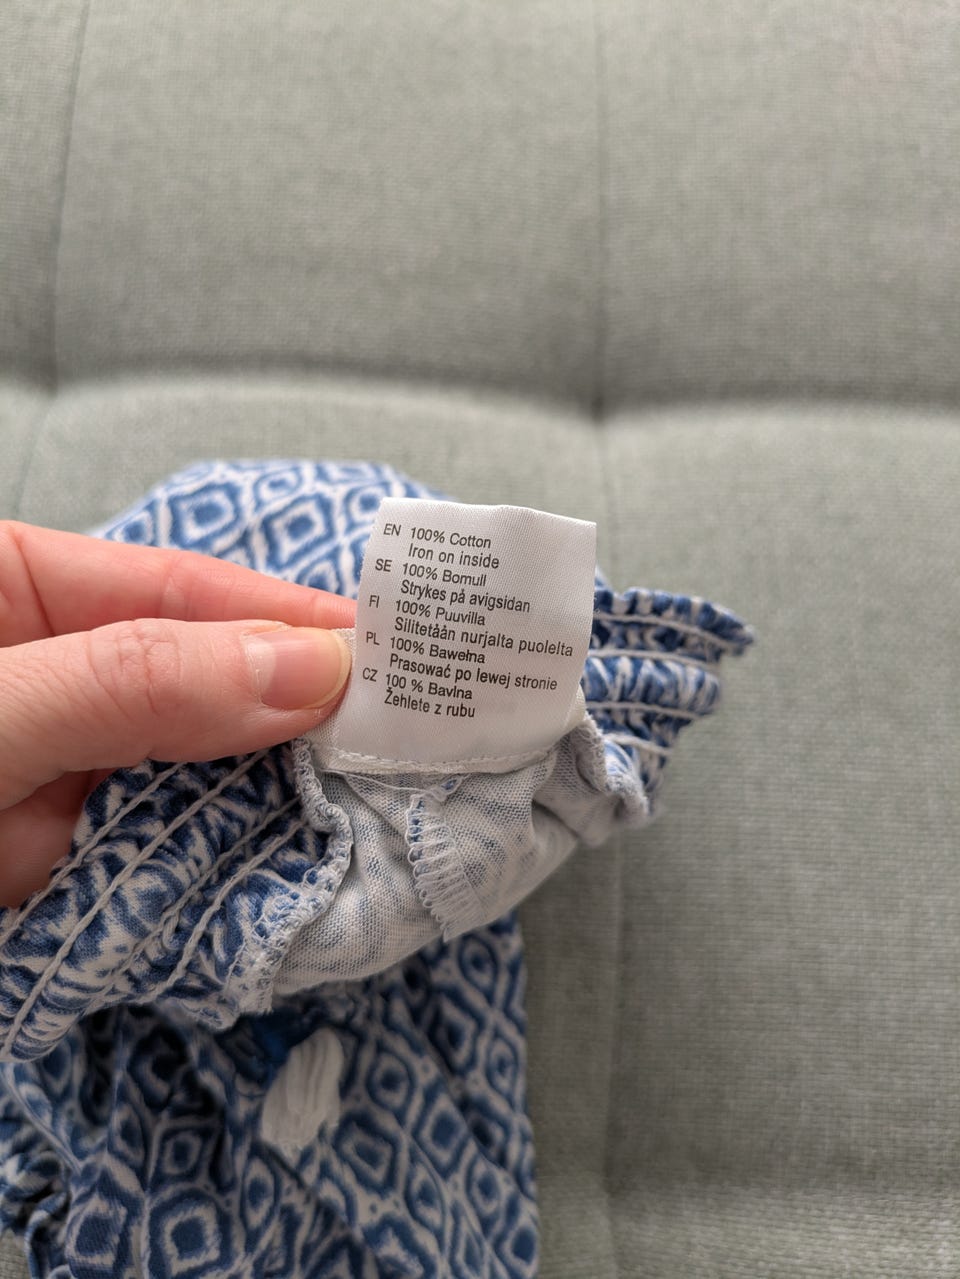 EN 100% Cotton
Iron on inside
SE 100% Bomull
Strykes på avigsidan
FI 100% Puuvilla
Silitetåån nurjalta puolelta
PL 100% Bawełna
Prasować po lewej stronie
CZ 100 % Bavlna
Žehlete z rubu